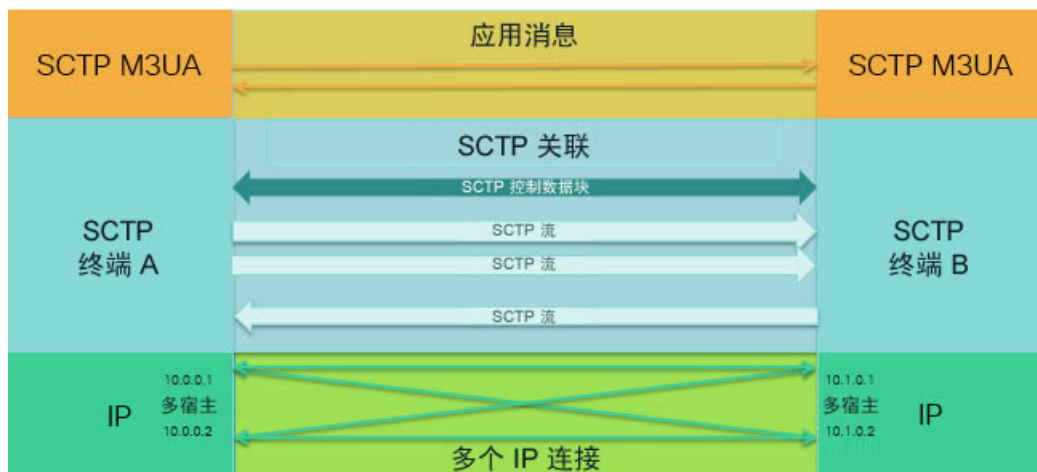 应用消息
SCTP M3UA
SCTP M3UA
SCTP 关联
SCTP 控制数据块
SCTP 流
SCTP 流
SCTP 流
SCTP
终端 A
SCTP
终端 B
IP
10.0.0.1
多宿主
10.0.0.2
10.1.0.1
多宿主
10.1.0.2
IP
多个 IP 连接